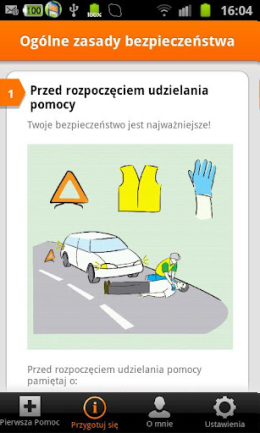 100 16:04
Ogólne zasady bezpieczeństwa
1 Przed rozpoczęciem udzielania
pomocy
Twoje bezpieczeństwo jest najważniejsze!
Przed rozpoczęciem udzielania pomocy
pamiętaj o:
Pierwsza Pomoc Przygotuj się O mnie Ustawienia